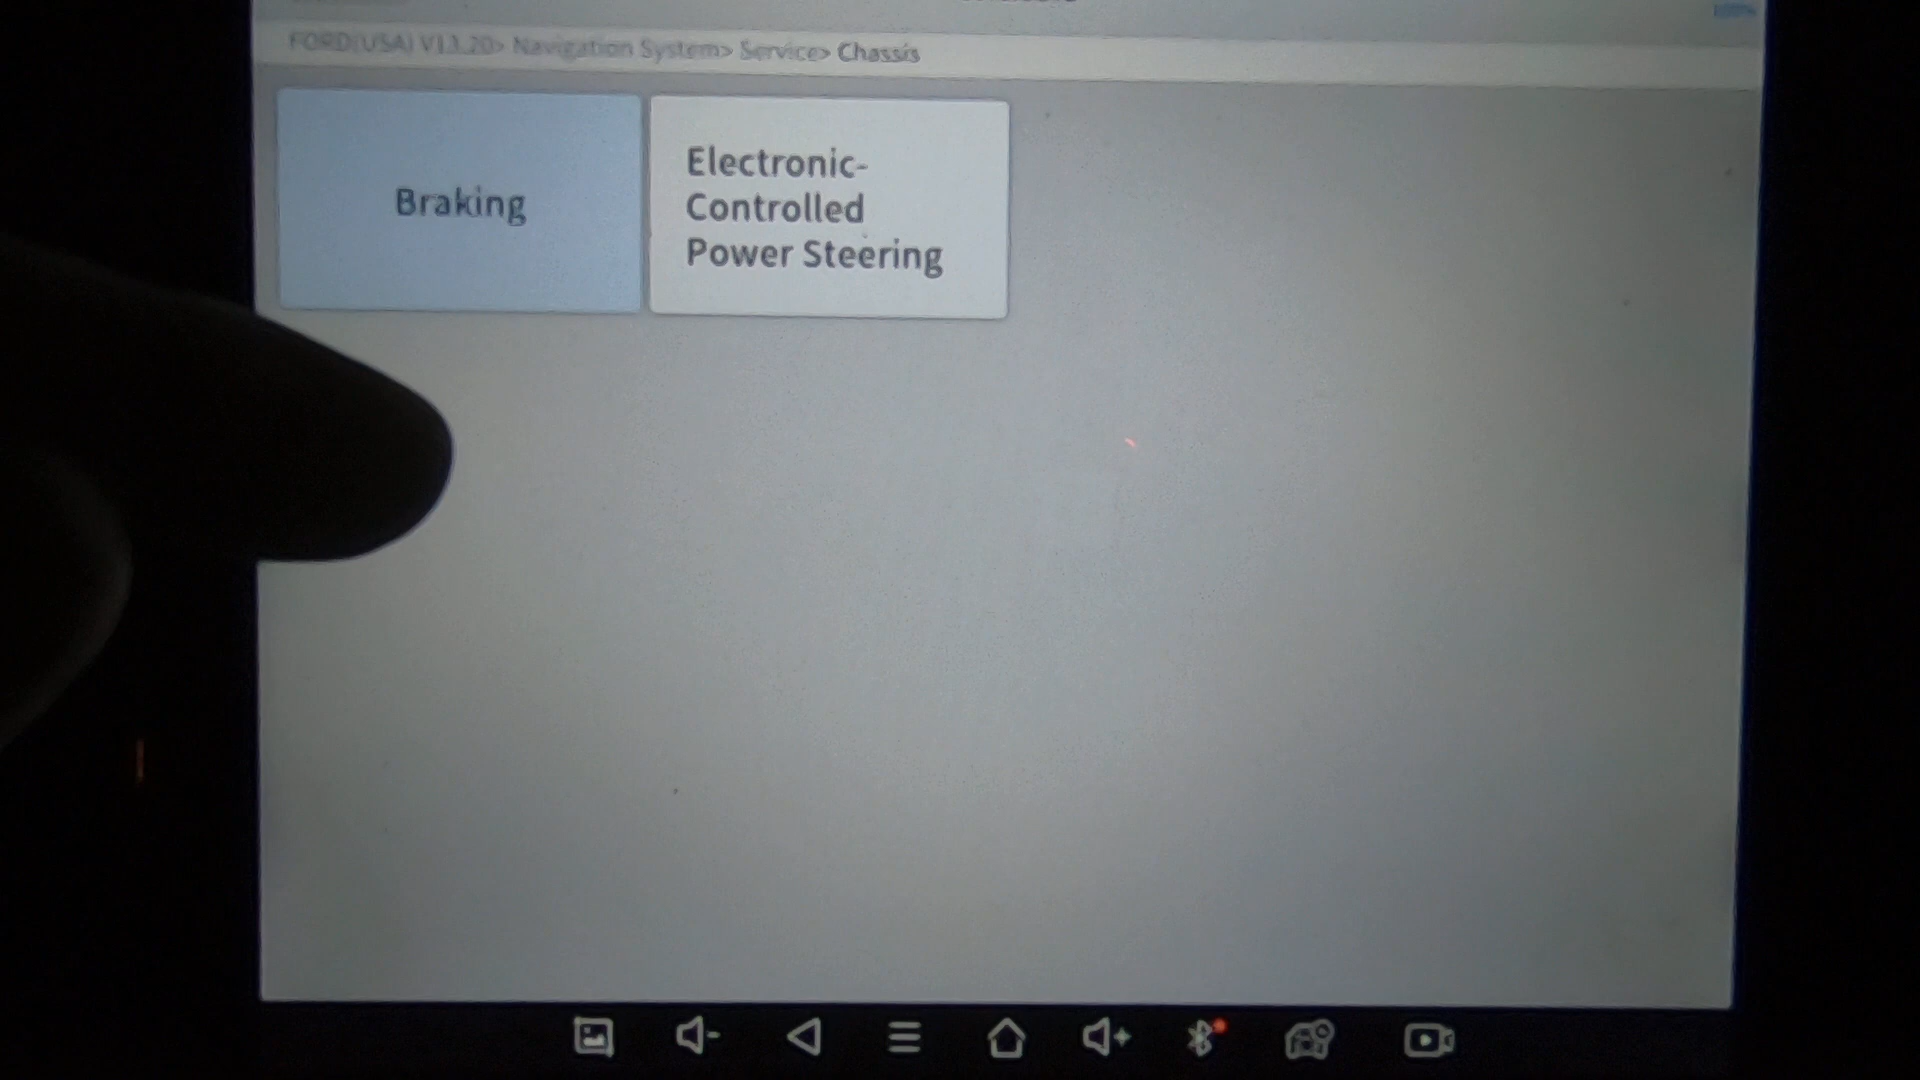 FORD(USA) V13.20> Navigation System> Service> Chassis
Braking
Electronic-
Controlled
Power Steering